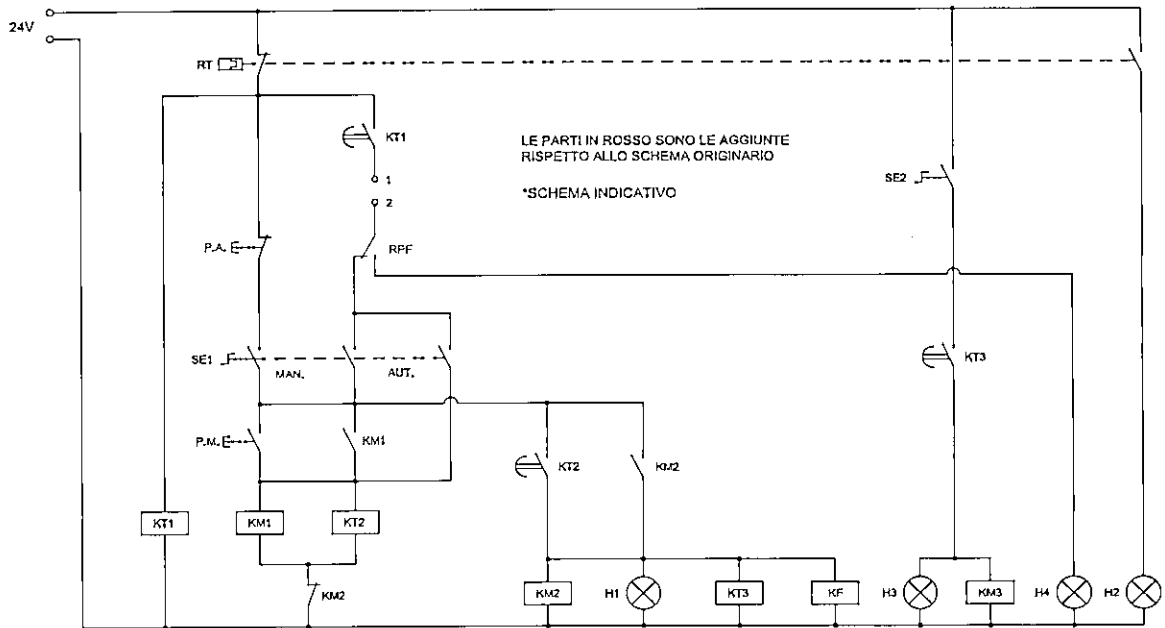 24V
RT
KT1
LE PARTI IN ROSSO SONO LE AGGIUNTE
RISPETTO ALLO SCHEMA ORIGINARIO
1
SE2
*SCHEMA INDICATIVO
2
P.A.
RPF
SE1
KT3
MAN.
AUT.
P.M.
KM1
KT2
KM2
KT1
KM1
KT2
KM2
KM2
H1
KT3
KF
H3
KM3
H4
H2